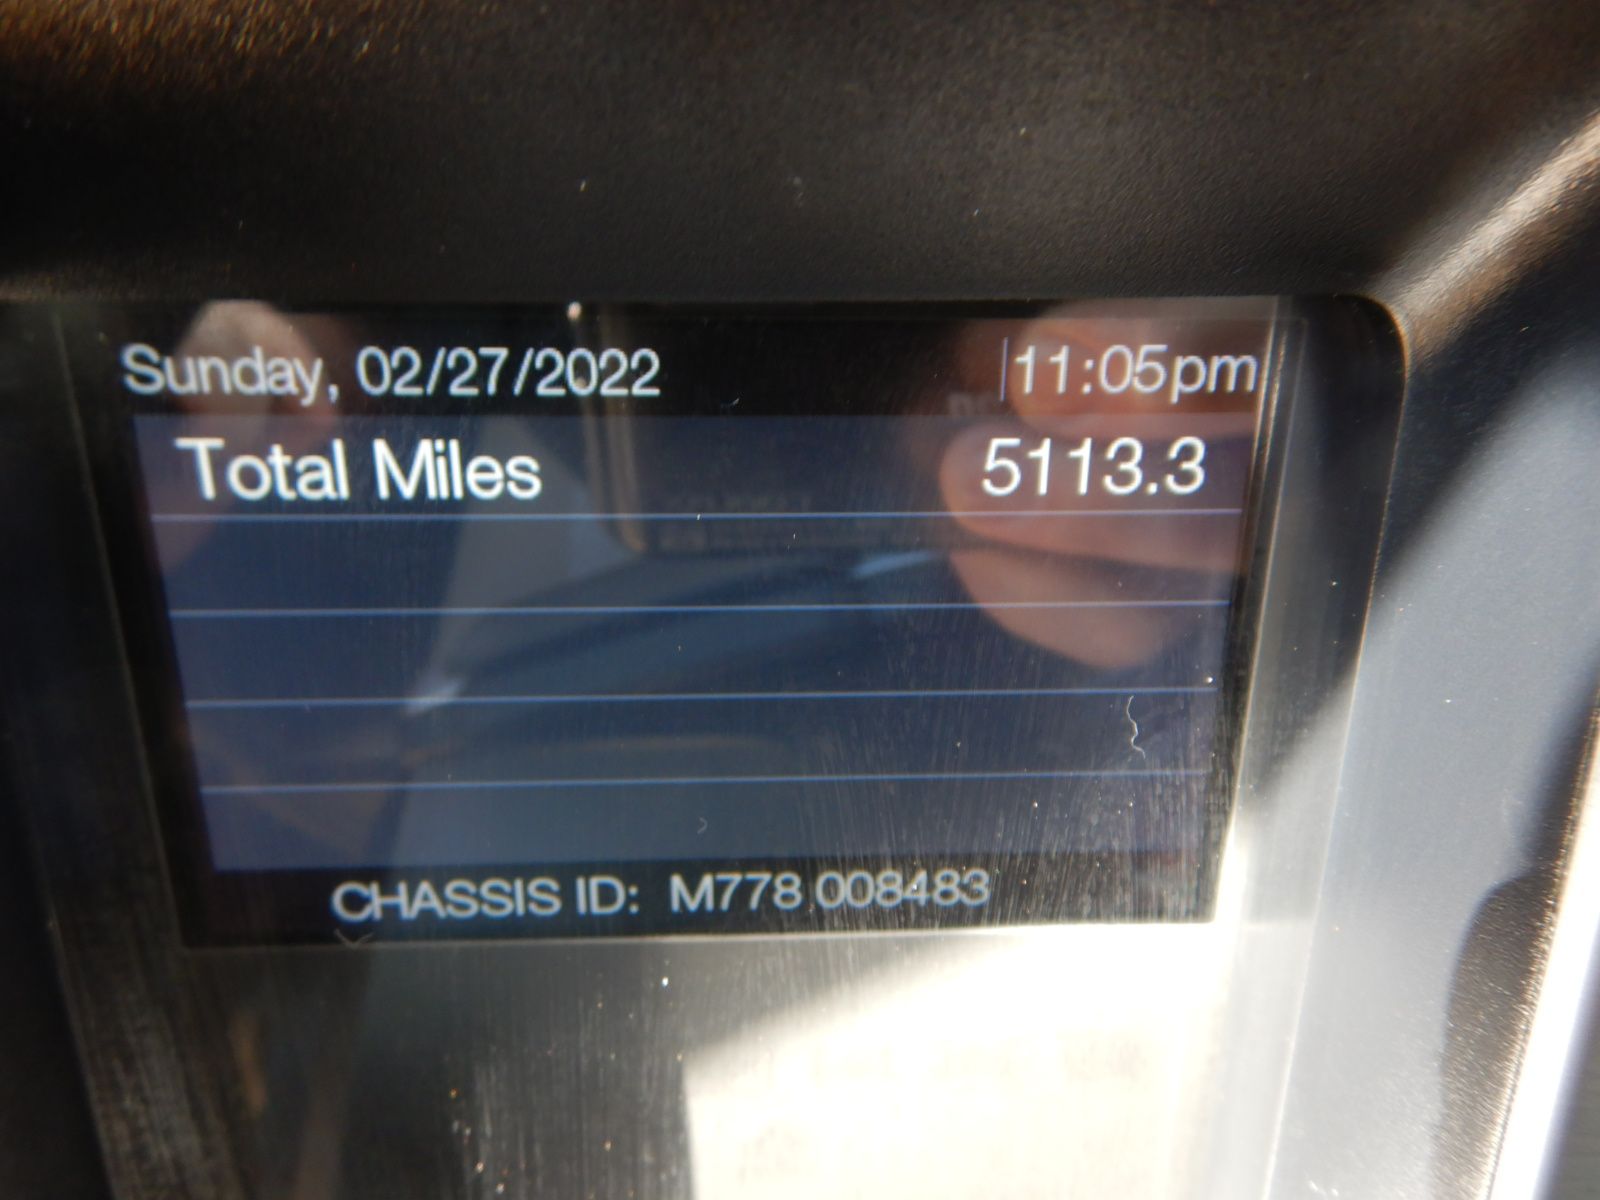 Sunday, 02/27/2022 11:05pm
Total Miles 5113.3
CHASSIS ID: M778 008483